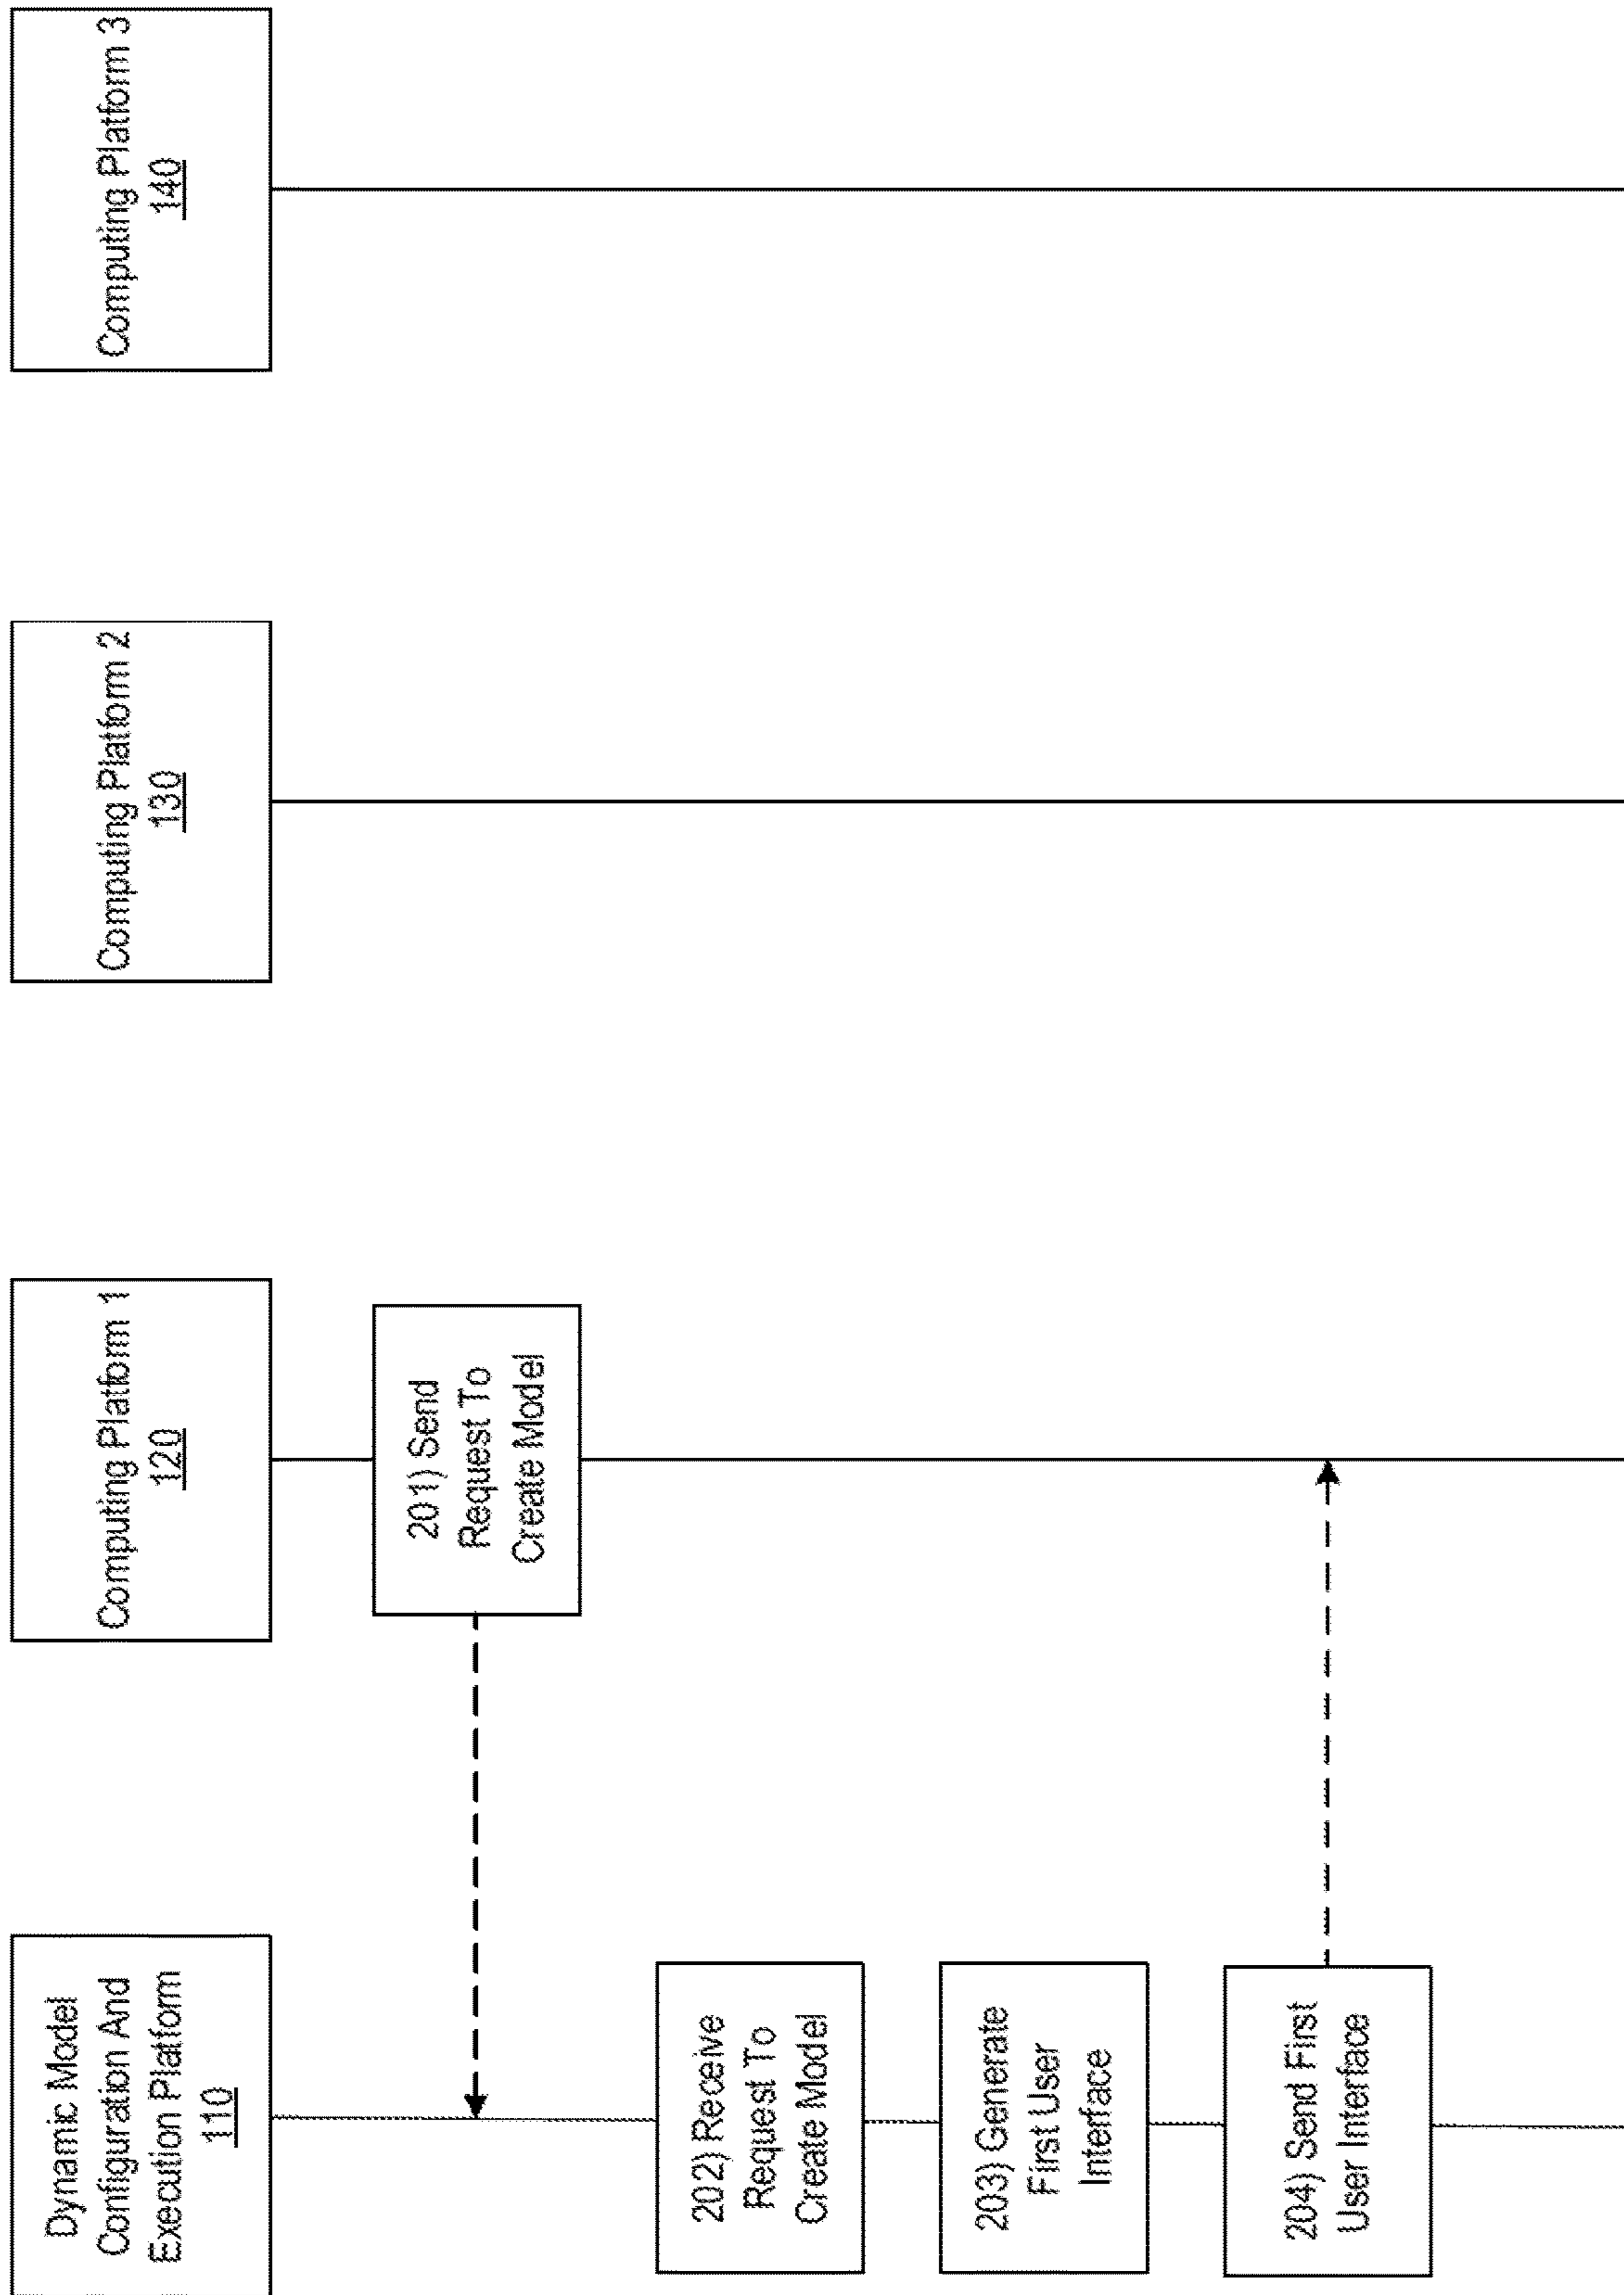 Dynamic Model
Configuration And
Execution Platform
110
Computing Platform 1
120
Computing Platform 2
130
Computing Platform 3
140
201) Send
Request To
Create Model
202) Receive
Request To
Create Model
203) Generate
First User
Interface
204) Send First
User Interface